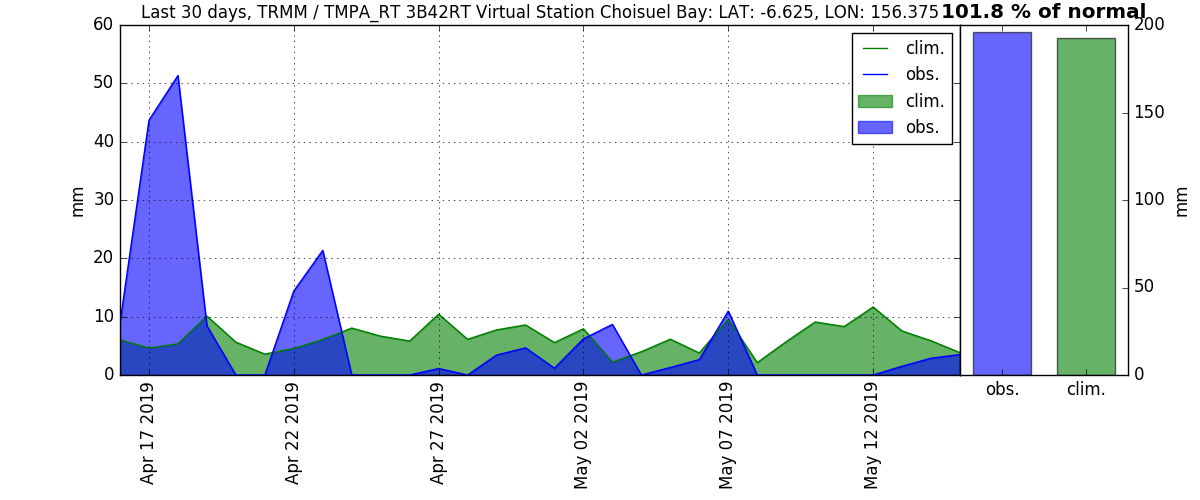 Last 30 days, TRMM / TMPA_RT 3B42RT Virtual Station Choisuel Bay: LAT: -6.625, LON: 156.375
101.8 % of normal
60
50
40
30
20
10
0
mm
clim.
obs.
clim.
obs.
Apr 17 2019
Apr 22 2019
Apr 27 2019
May 02 2019
May 07 2019
May 12 2019
200
150
100
50
0
mm
obs.
clim.